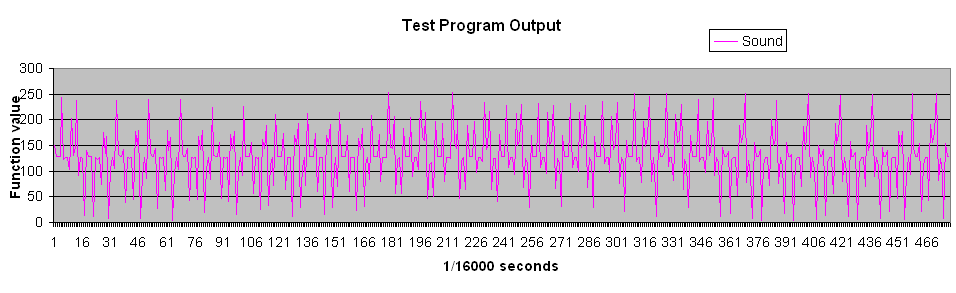 Test Program Output
Sound
Function value
300
250
200
150
100
50
0
1 16 31 46 61 76 91 106 121 136 151 166 181 196 211 226 241 256 271 286 301 316 331 346 361 376 391 406 421 436 451 466
1/16000 seconds